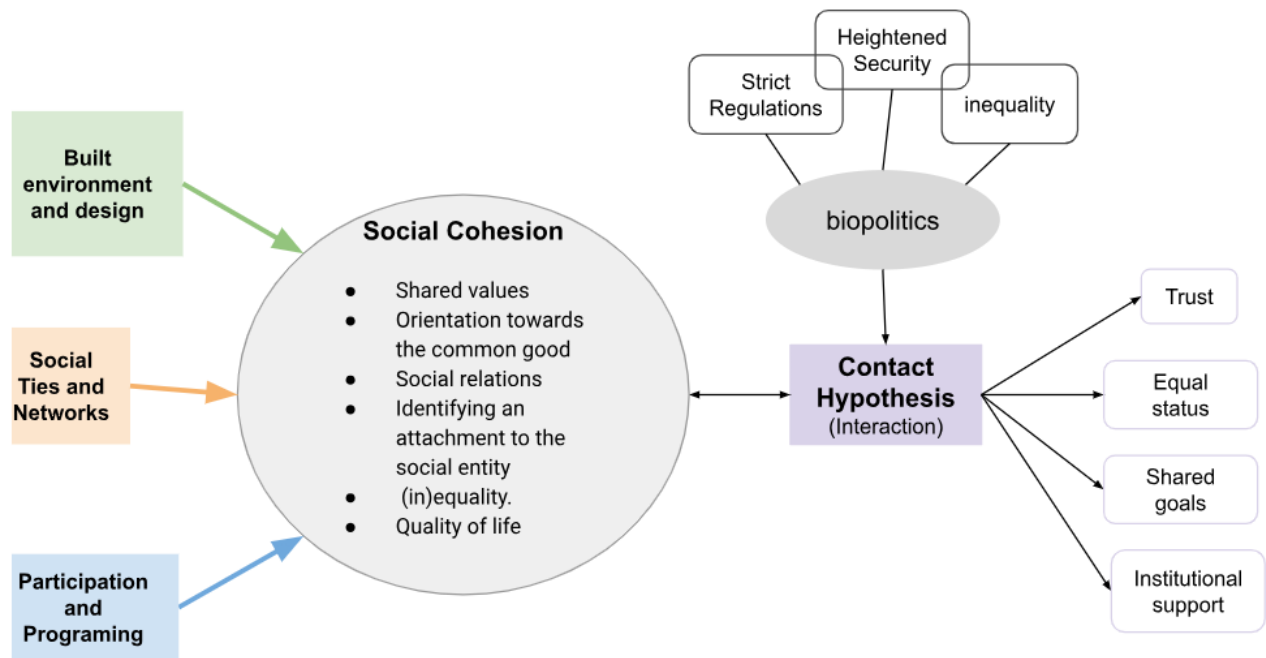 Built
environment
and design
Social
Ties and
Networks
Participation
and
Programing
Social Cohesion
● Shared values
● Orientation towards
the common good
● Social relations
● Identifying an
attachment to the
social entity
● (in)equality.
● Quality of life
Strict
Regulations
Heightened
Security
inequality
biopolitics
Contact
Hypothesis
(Interaction)
Trust
Equal
status
Shared
goals
Institutional
support